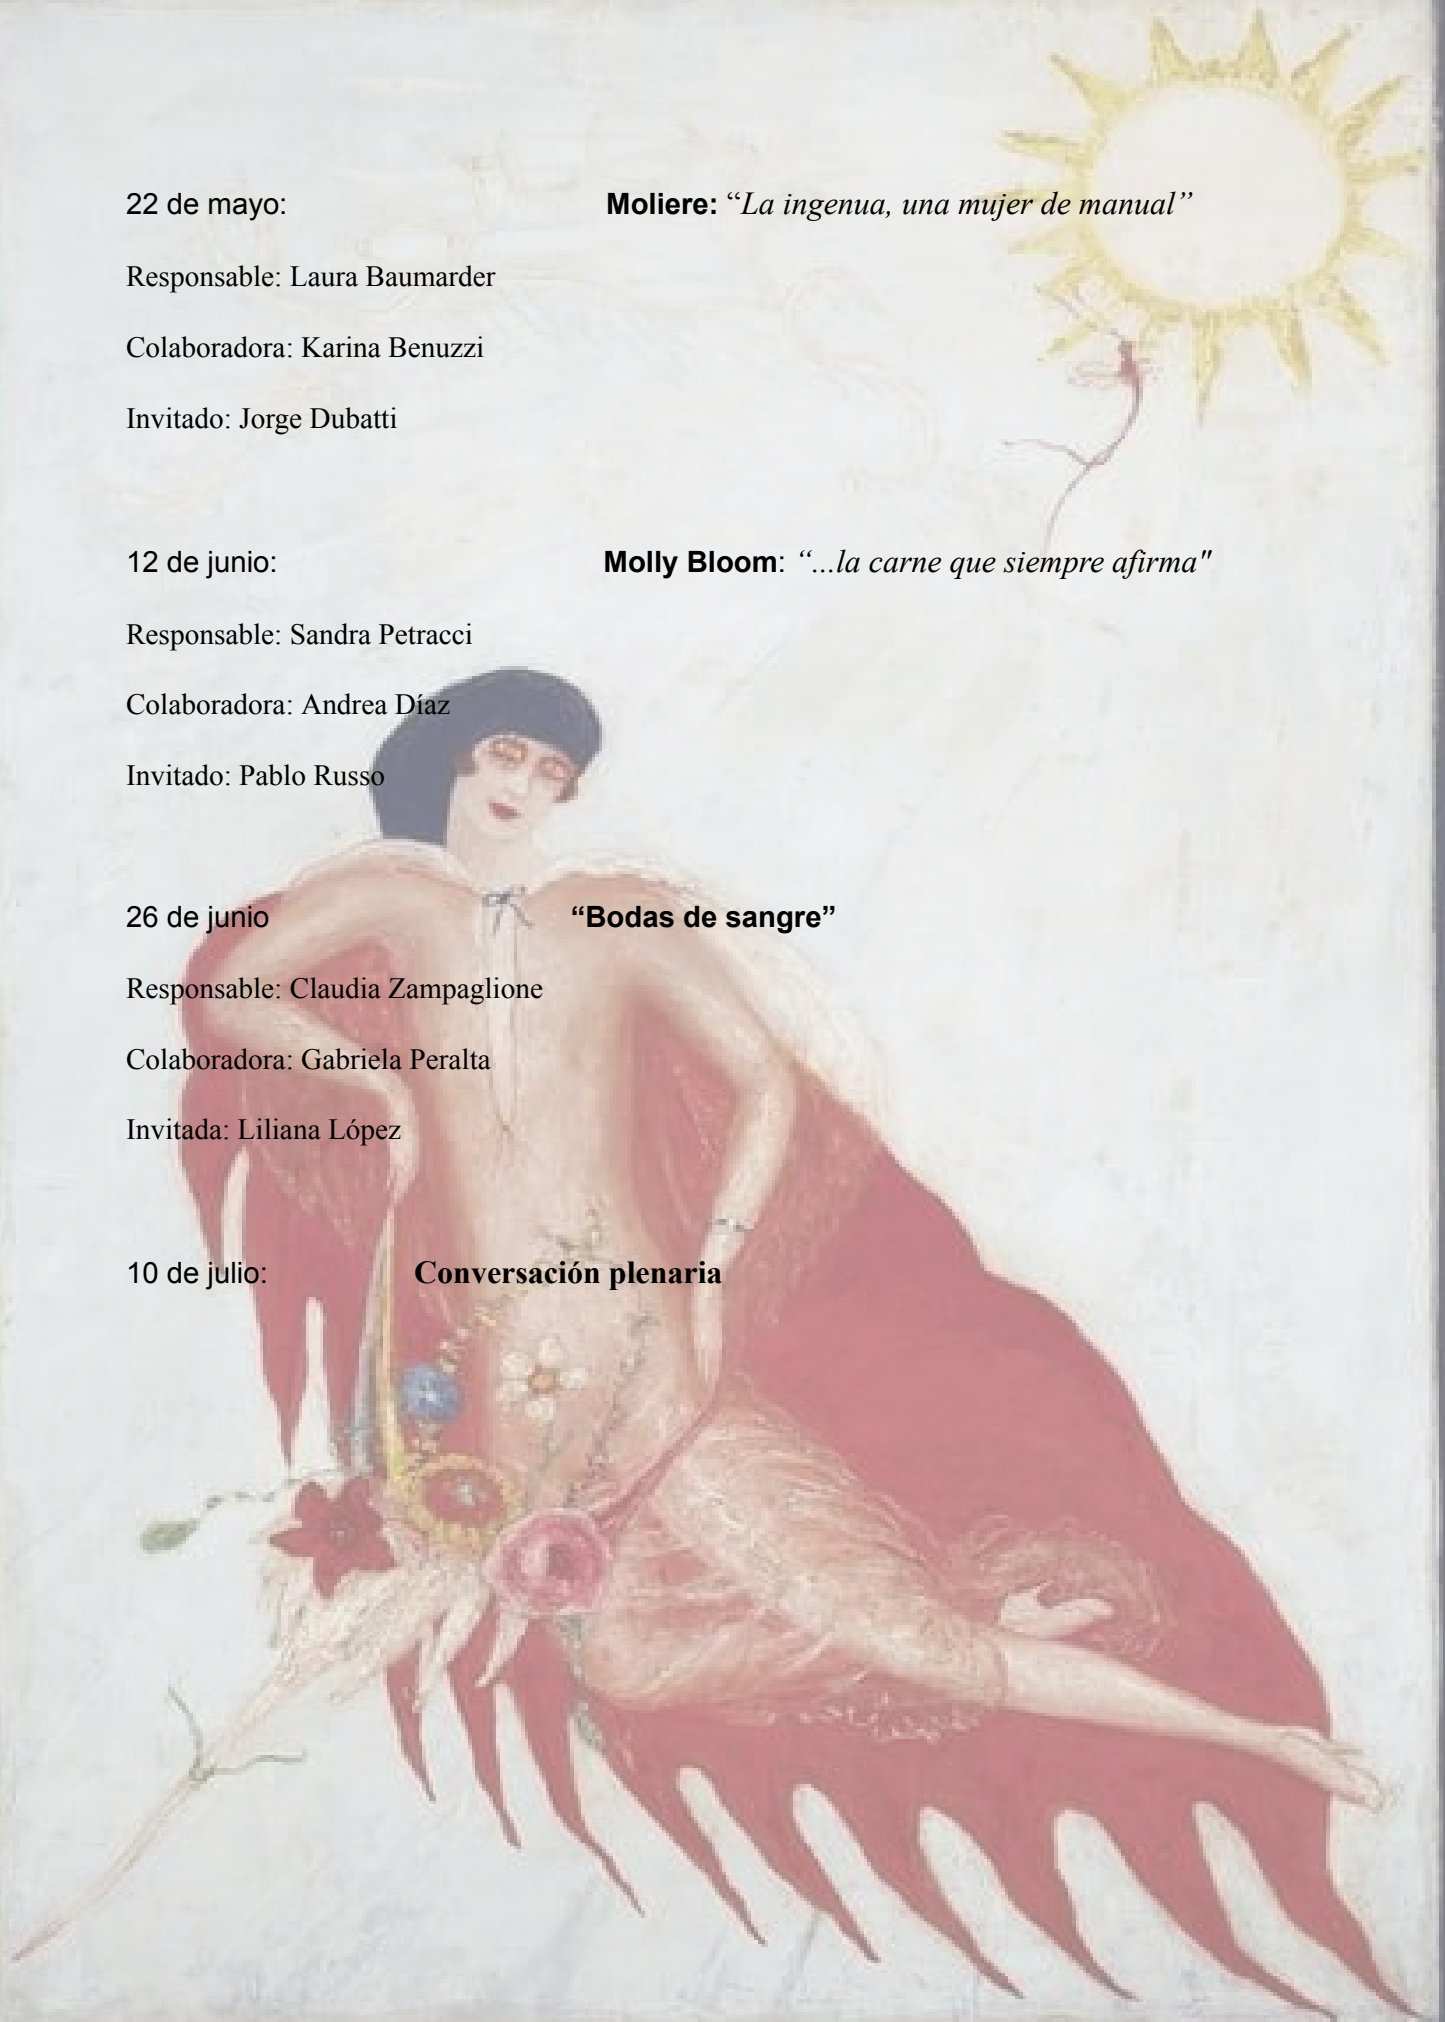 22 de mayo: Moliere: “La ingenua, una mujer de manual”
Responsable: Laura Baumarder
Colaboradora: Karina Benuzzi
Invitado: Jorge Dubatti
12 de junio: Molly Bloom: “...la carne que siempre afirma"
Responsable: Sandra Petracci
Colaboradora: Andrea Díaz
Invitado: Pablo Russo
26 de junio “Bodas de sangre”
Responsable: Claudia Zampaglione
Colaboradora: Gabriela Peralta
Invitada: Liliana López
10 de julio: Conversación plenaria